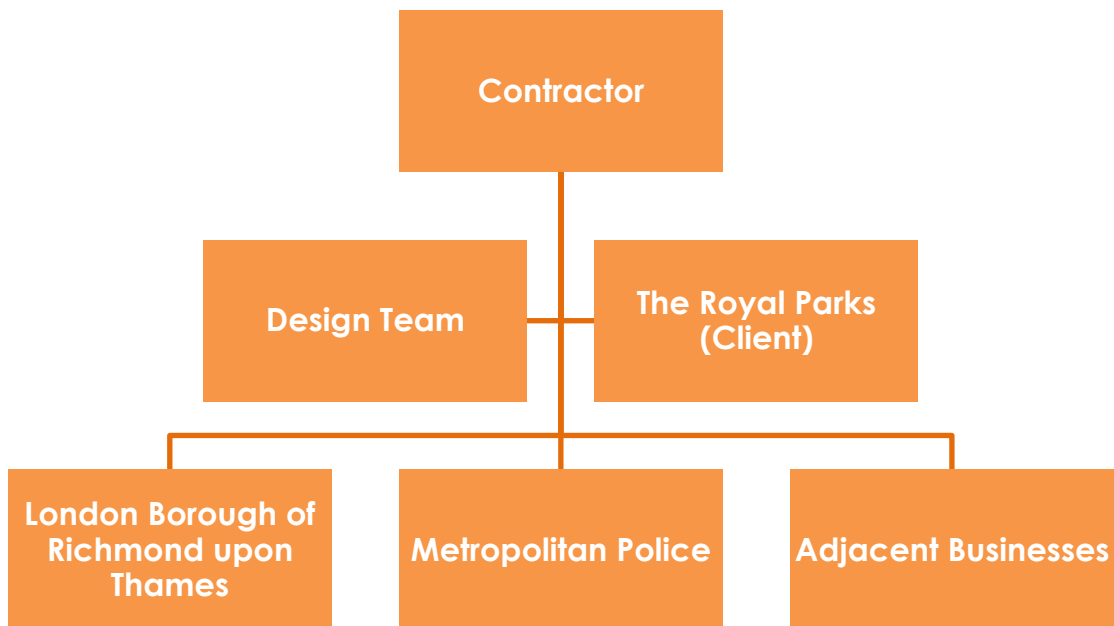 Contractor
Design Team
The Royal Parks
(Client)
London Borough of
Richmond upon
Thames
Metropolitan Police
Adjacent Businesses